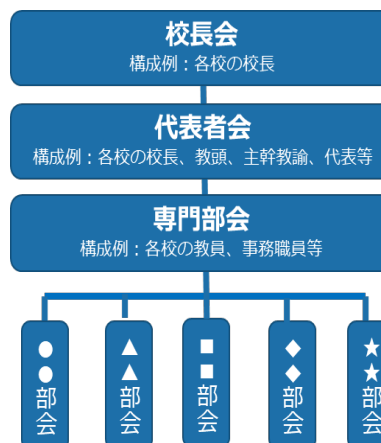 校長会
構成例：各校の校長
代表者会
構成例：各校の校長、教頭、主幹教諭、代表等
専門部会
構成例：各校の教員、事務職員等
●●部会
▲▲部会
■■部会
◆◆部会
★★部会